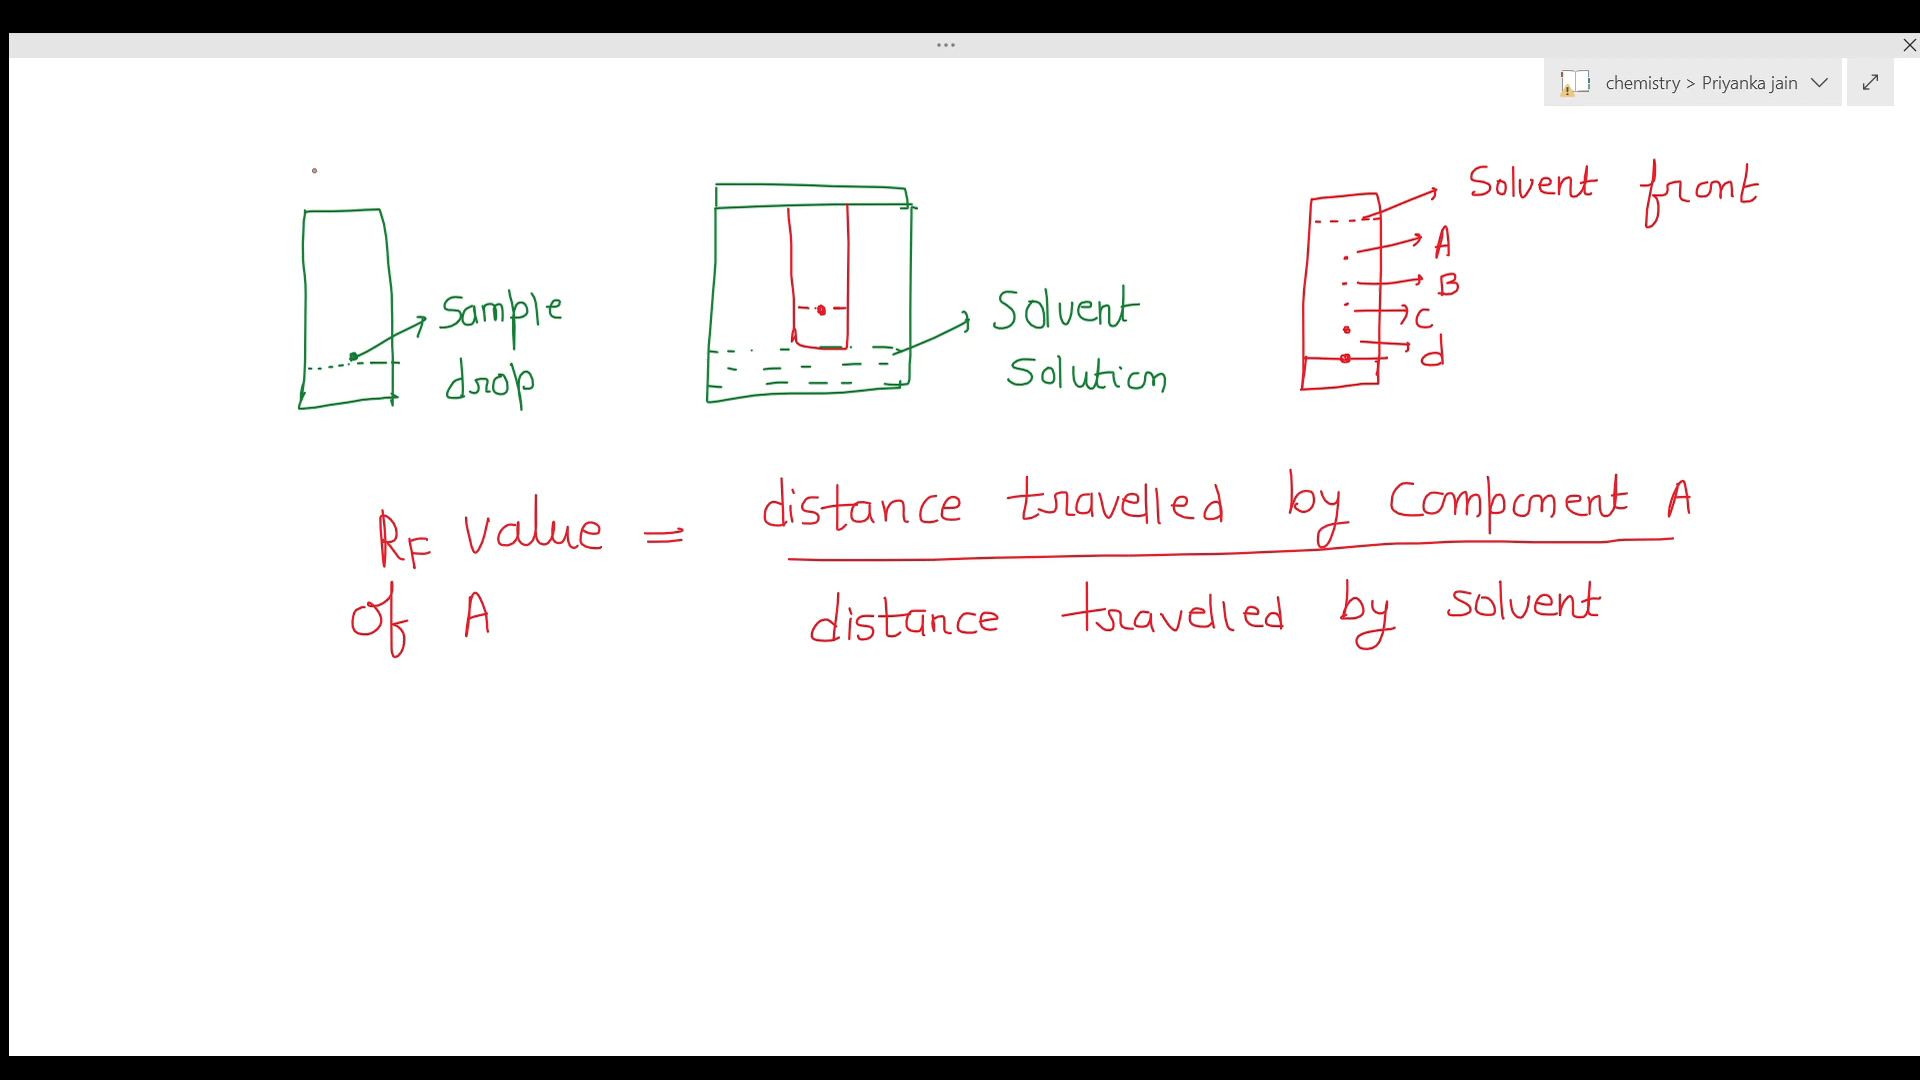 chemistry > Priyanka jain
Sample
drop
Solvent
Solution
Solvent front
A
B
C
d
RF value = distance travelled by Component A
of A distance travelled by solvent